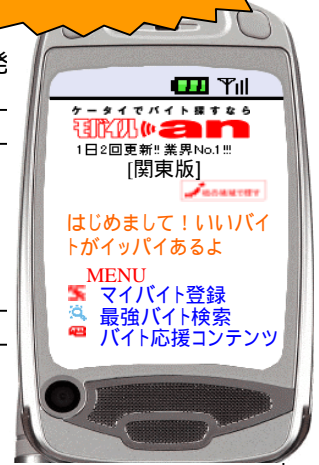 発
ケータイでバイト探すなら
モバイル an
1日2回更新!! 業界No.1!!!
[関東版]
他の地域で探す
はじめまして！いいバイ
トがイッパイあるよ
MENU
マイバイト登録
最強バイト検索
バイト応援コンテンツ